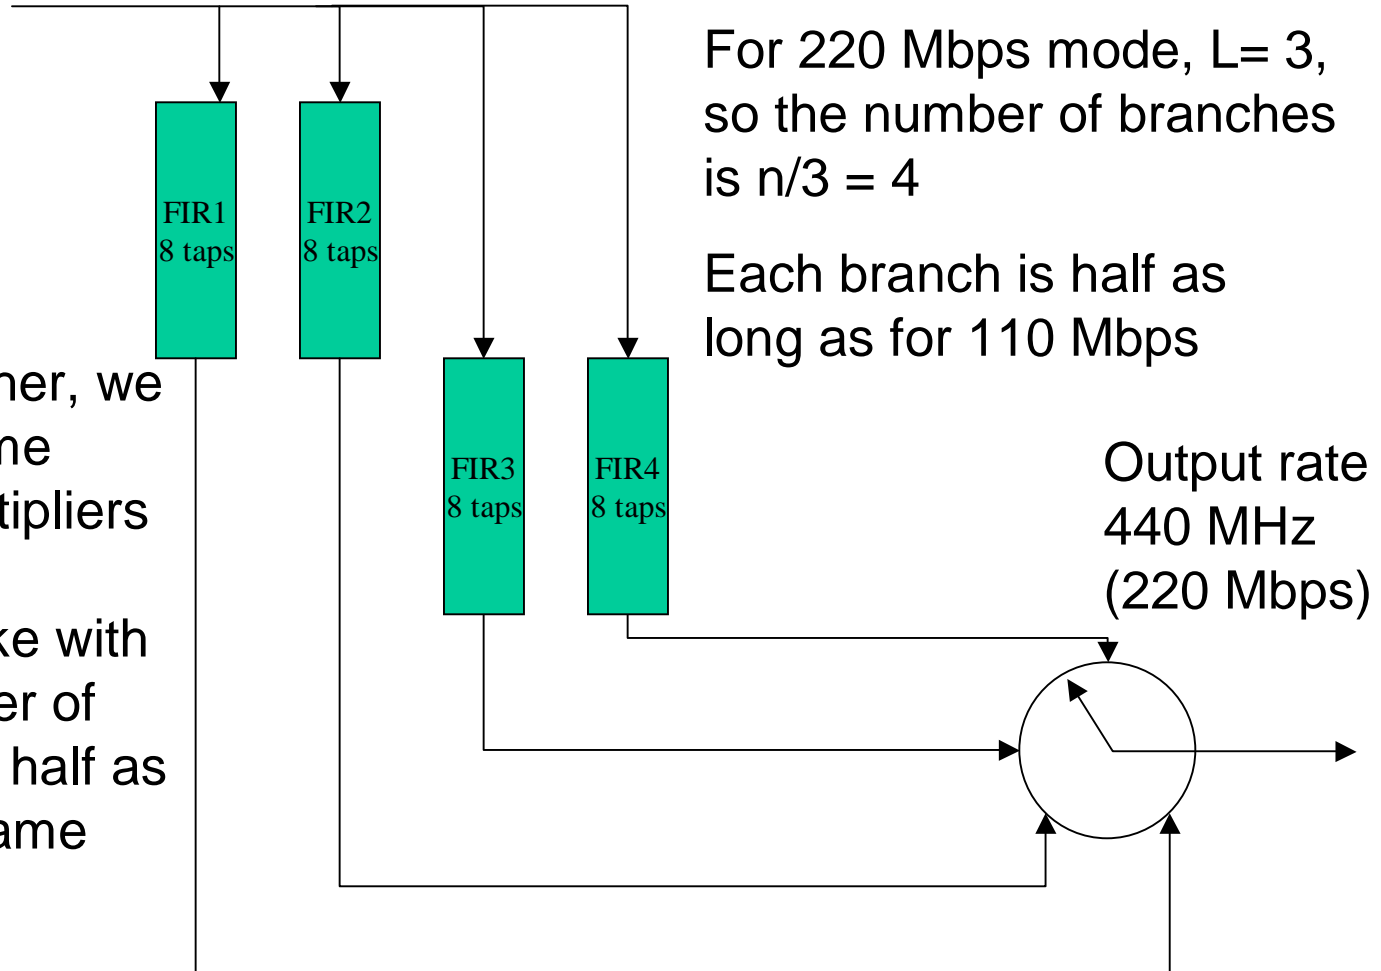 For 220 Mbps mode, L= 3,
so the number of branches
is n/3 = 4
FIR1
8 taps
FIR2
8 taps
Each branch is half as
long as for 110 Mbps
her, we
me
tipliers
FIR3
8 taps
FIR4
8 taps
Output rate
440 MHz
(220 Mbps)
ke with
er of
half as
ame